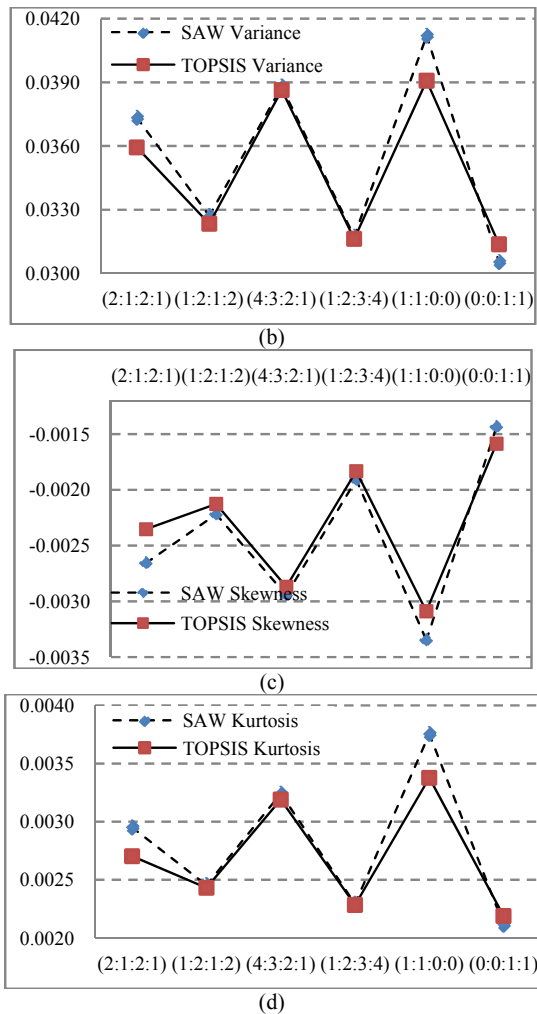 0.0420
SAW Variance
TOPSIS Variance
0.0390
0.0360
0.0330
0.0300
(2:1:2:1) (1:2:1:2) (4:3:2:1) (1:2:3:4) (1:1:0:0) (0:0:1:1)
(b)
(2:1:2:1) (1:2:1:2) (4:3:2:1) (1:2:3:4) (1:1:0:0) (0:0:1:1)
-0.0015
-0.0020
-0.0025
SAW Skewness
-0.0030
TOPSIS Skewness
-0.0035
(c)
0.0040
SAW Kurtosis
TOPSIS Kurtosis
0.0035
0.0030
0.0025
0.0020
(2:1:2:1) (1:2:1:2) (4:3:2:1) (1:2:3:4) (1:1:0:0) (0:0:1:1)
(d)